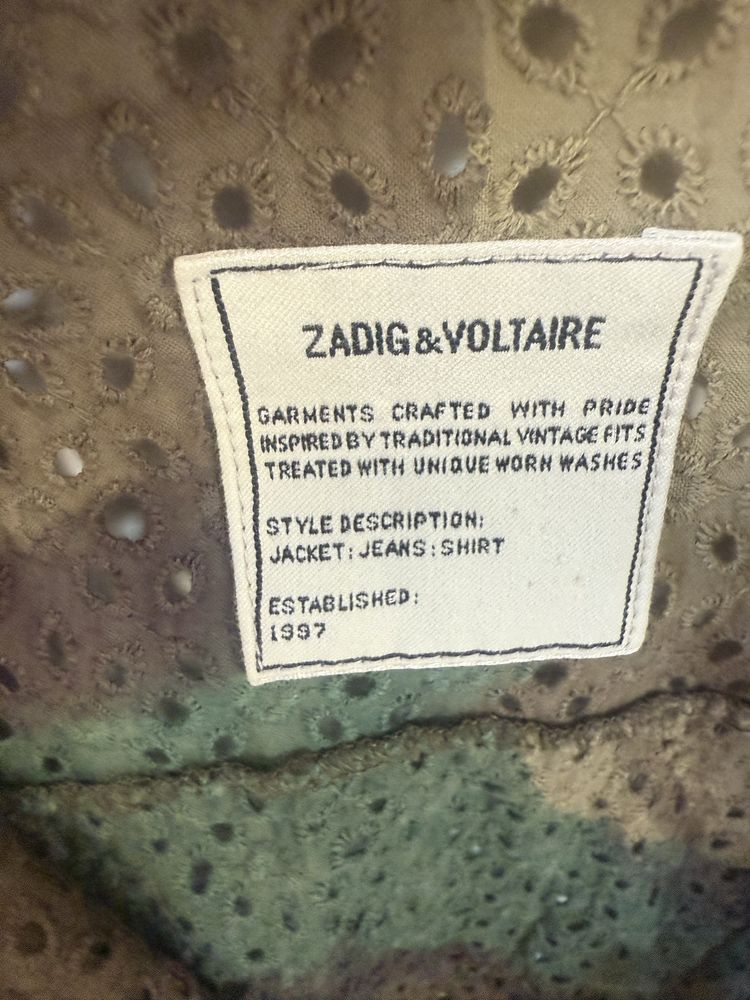 ZADIG&VOLTAIRE
GARMENTS CRAFTED WITH PRIDE
INSPIRED BY TRADITIONAL VINTAGE FITS
TREATED WITH UNIQUE WORN WASHES
STYLE DESCRIPTION:
JACKET: JEANS: SHIRT
ESTABLISHED:
1997